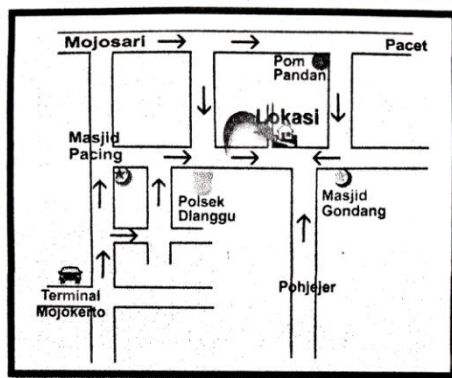 Mojosari
Pacet
Pom
Pandan
Lokasi
Masjid
Pacing
Polsek
Dlanggu
Masjid
Gondang
Terminal
Mojokerto
Pohjejer